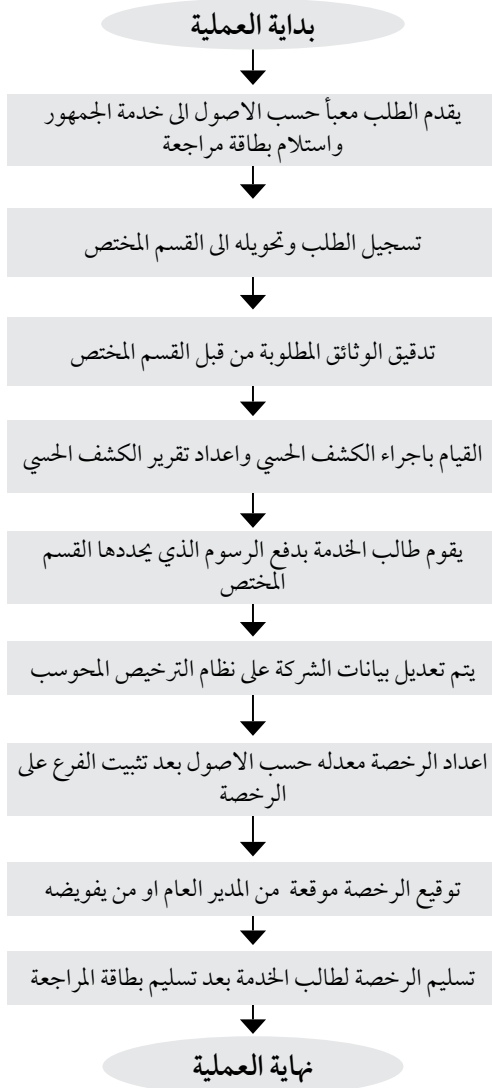 بداية العملية
يقدم الطلب معبأ حسب الاصول الى خدمة الجمهور
واستلام بطاقة مراجعة
تسجيل الطلب وتحويله الى القسم المختص
تدقيق الوثائق المطلوبة من قبل القسم المختص
القيام باجراء الكشف الحسي واعداد تقرير الكشف الحسي
يقوم طالب الخدمة بدفع الرسوم الذي يحددها القسم
المختص
يتم تعديل بيانات الشركة على نظام الترخيص المحوسب
اعداد الرخصة معدله حسب الاصول بعد تثبيت الفرع على
الرخصة
توقيع الرخصة موقعة من المدير العام او من يفويضه
تسليم الرخصة لطالب الخدمة بعد تسليم بطاقة المراجعة
نهاية العملية